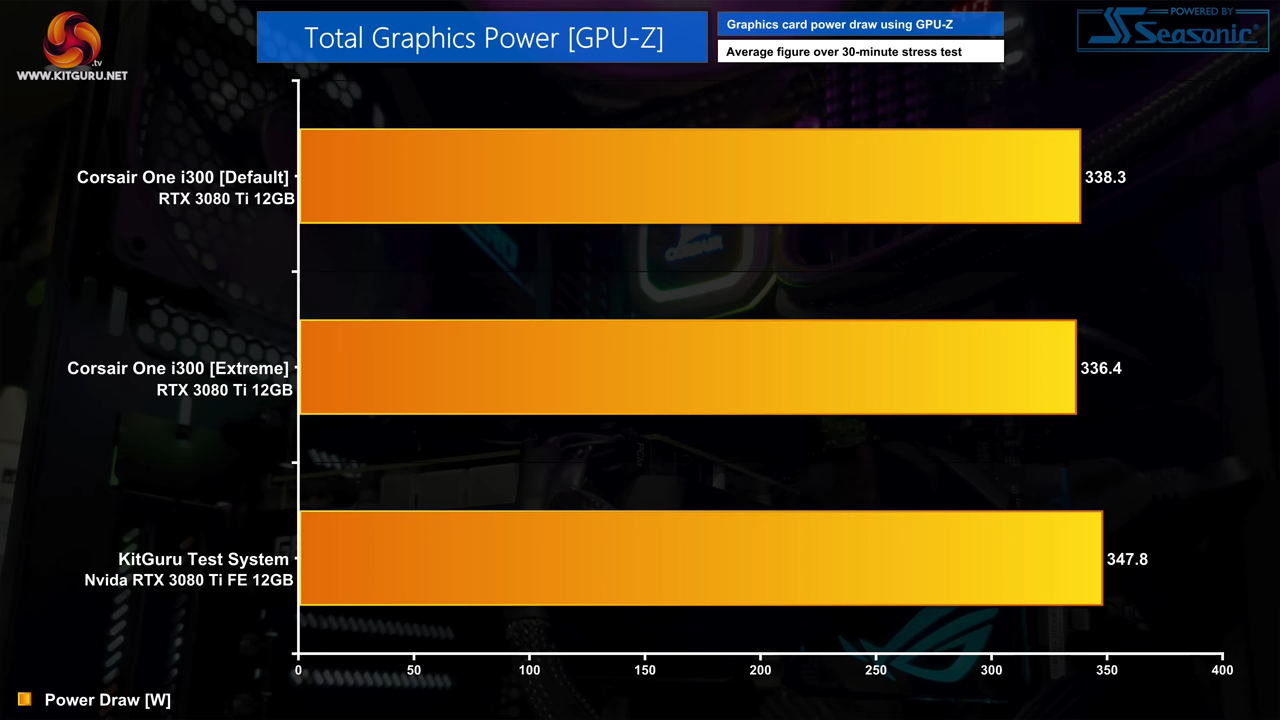 .tv
WWW.KITGURU.NET
Total Graphics Power [GPU-Z]
Graphics card power draw using GPU-Z
Average figure over 30-minute stress test
POWERED BY
Seasonic
Corsair One i300 [Default]
RTX 3080 Ti 12GB
338.3
CORSAIR
Corsair One i300 [Extreme]
RTX 3080 Ti 12GB
336.4
KitGuru Test System
Nvidia RTX 3080 Ti FE 12GB
347.8
0 50 100 150 200 250 300 350 400
Power Draw [W]